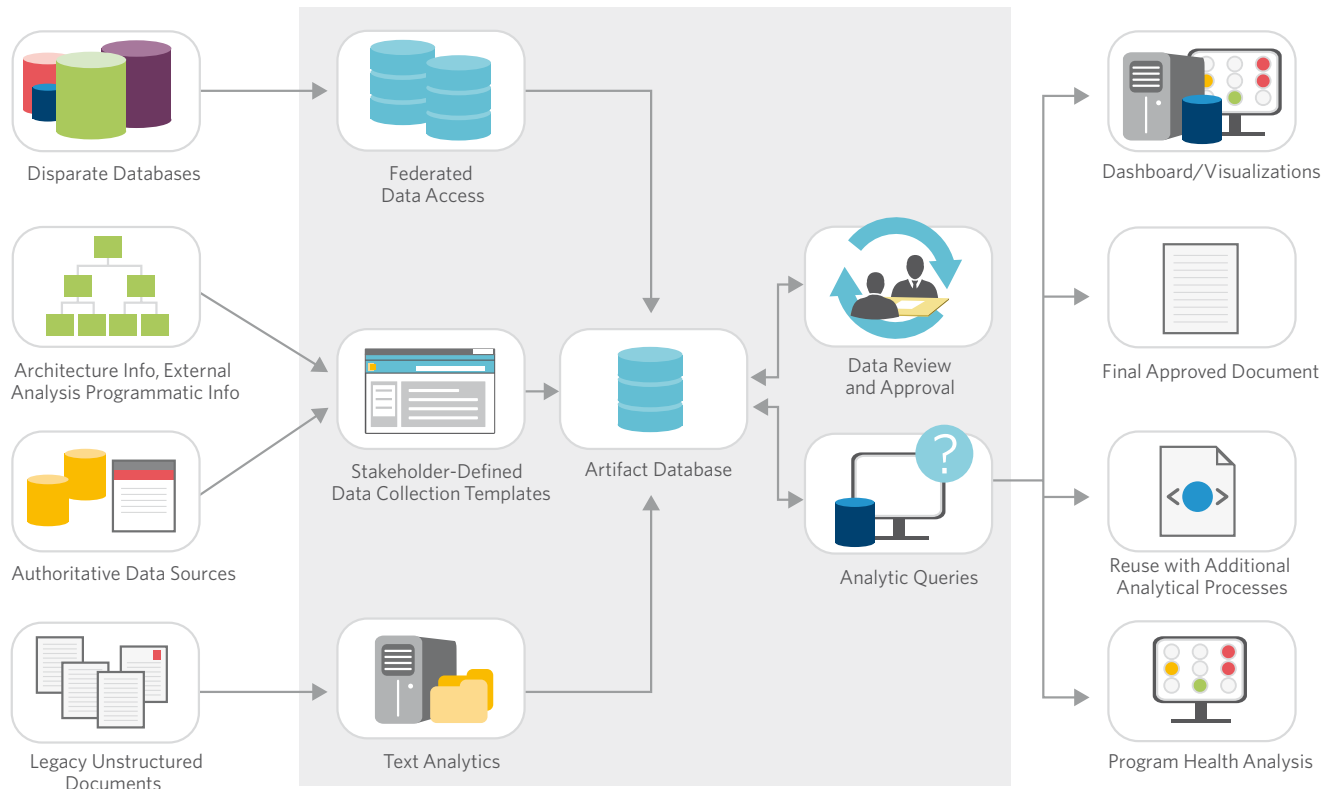 Disparate Databases
Federated
Data Access
Dashboard/Visualizations
Architecture Info, External
Analysis Programmatic Info
Data Review
and Approval
Final Approved Document
Stakeholder-Defined
Data Collection Templates
Artifact Database
?
Authoritative Data Sources
Analytic Queries
< >
Reuse with Additional
Analytical Processes
Legacy Unstructured
Documents
Text Analytics
Program Health Analysis